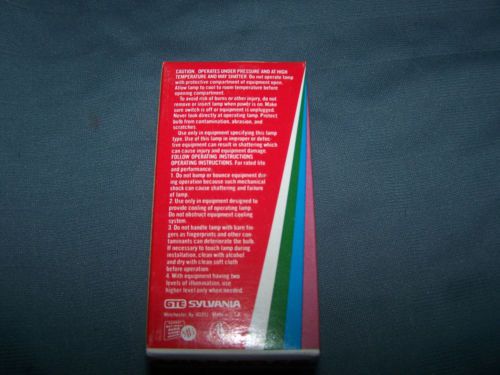 CAUTION. OPERATES UNDER PRESSURE AND AT HIGH
TEMPERATURE AND MAY SHATTER. Do not operate lamp
with protective compartment of equipment open.
Allow lamp to cool to room temperature before
opening compartment.
To avoid risk of burns or other injury, do not
remove or insert lamp when power is on. Make
sure switch is off or equipment is unplugged.
Never look directly at operating lamp. Protect
bulb from contamination, abrasion, and
scratches.
Use only in equipment specifying this lamp
type. Use of this lamp in improper or defec-
tive equipment can result in shattering which
can cause injury and equipment damage.
FOLLOW OPERATING INSTRUCTIONS.
OPERATING INSTRUCTIONS. For rated life
and performance:
1. Do not bump or bounce equipment dur-
ing operation because such mechanical
shock can cause shattering and failure
of lamp.
2. Use only in equipment designed to
provide cooling of operating lamp.
Do not obstruct equipment cooling
system.
3. Do not handle lamp with bare fin-
gers as fingerprints and other con-
taminants can deteriorate the bulb.
If necessary to touch lamp during
installation, clean with alcohol
and dry with clean soft cloth
before operation.
4. With equipment having two
levels of illumination, use
higher level only when needed.
GTE SYLVANIA
Winchester, Ky. Made in